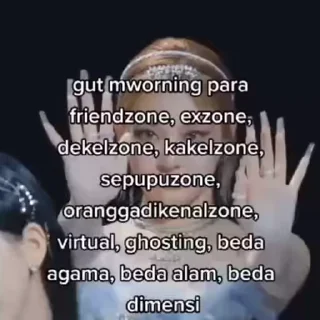 gut mworning para
friendzone, exzone,
dekelzone, kakelzone,
sepupuzone,
oranggadikenalzone,
virtual, ghosting, beda
agama, beda alam, beda
dimensi